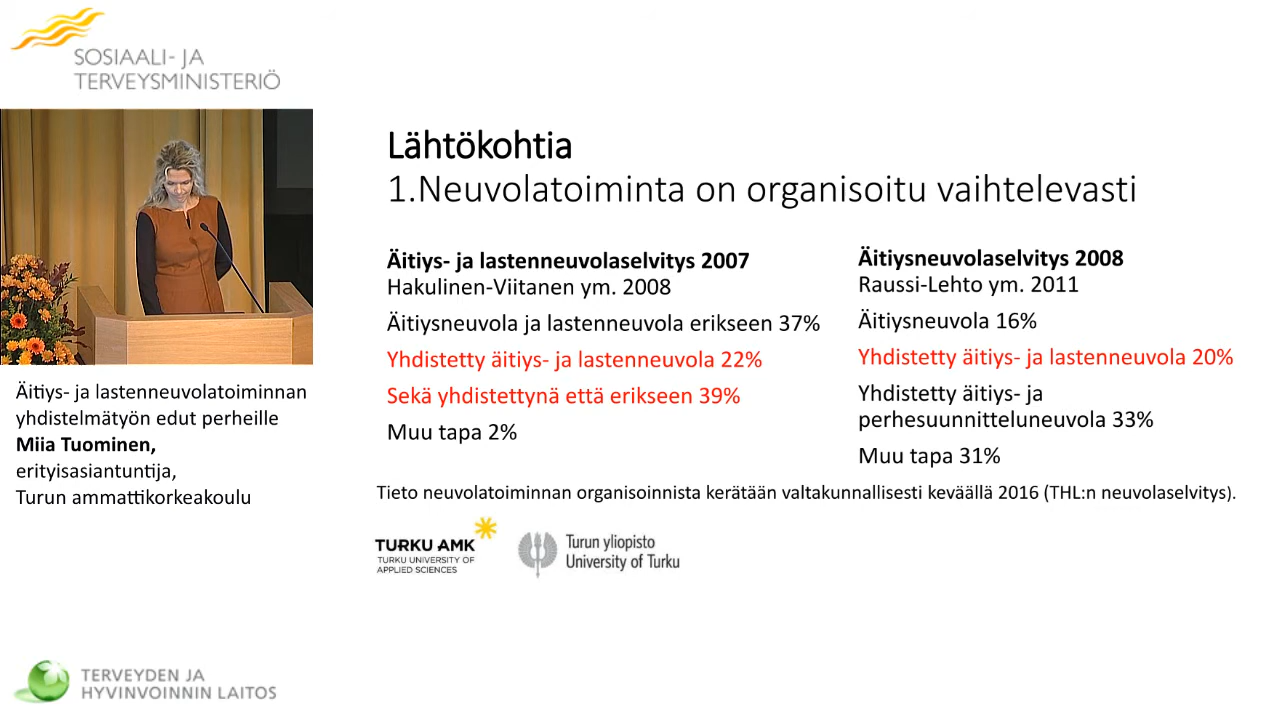 SOSIAALI- JA
TERVEYSMINISTERIÖ
Äitiys- ja lastenneuvolatoiminnan
yhdistelmätyön edut perheille
Miia Tuominen,
erityisasiantuntija,
Turun ammattikorkeakoulu
Lähtökohtia
1.Neuvolatoiminta on organisoitu vaihtelevasti
Äitiys- ja lastenneuvolaselvitys 2007
Hakulinen-Viitanen ym. 2008
Äitiysneuvola ja lastenneuvola erikseen 37%
Yhdistetty äitiys- ja lastenneuvola 22%
Sekä yhdistettynä että erikseen 39%
Muu tapa 2%
Äitiysneuvolaselvitys 2008
Raussi-Lehto ym. 2011
Äitiysneuvola 16%
Yhdistetty äitiys- ja lastenneuvola 20%
Yhdistetty äitiys- ja
perhesuunnitteluneuvola 33%
Muu tapa 31%
Tieto neuvolatoiminnan organisoinnista kerätään valtakunnallisesti keväällä 2016 (THL:n neuvolaselvitys).
TURKU AMK
TURKU UNIVERSITY OF
APPLIED SCIENCES
Turun yliopisto
University of Turku
TERVEYDEN JA
HYVINVOINNIN LAITOS